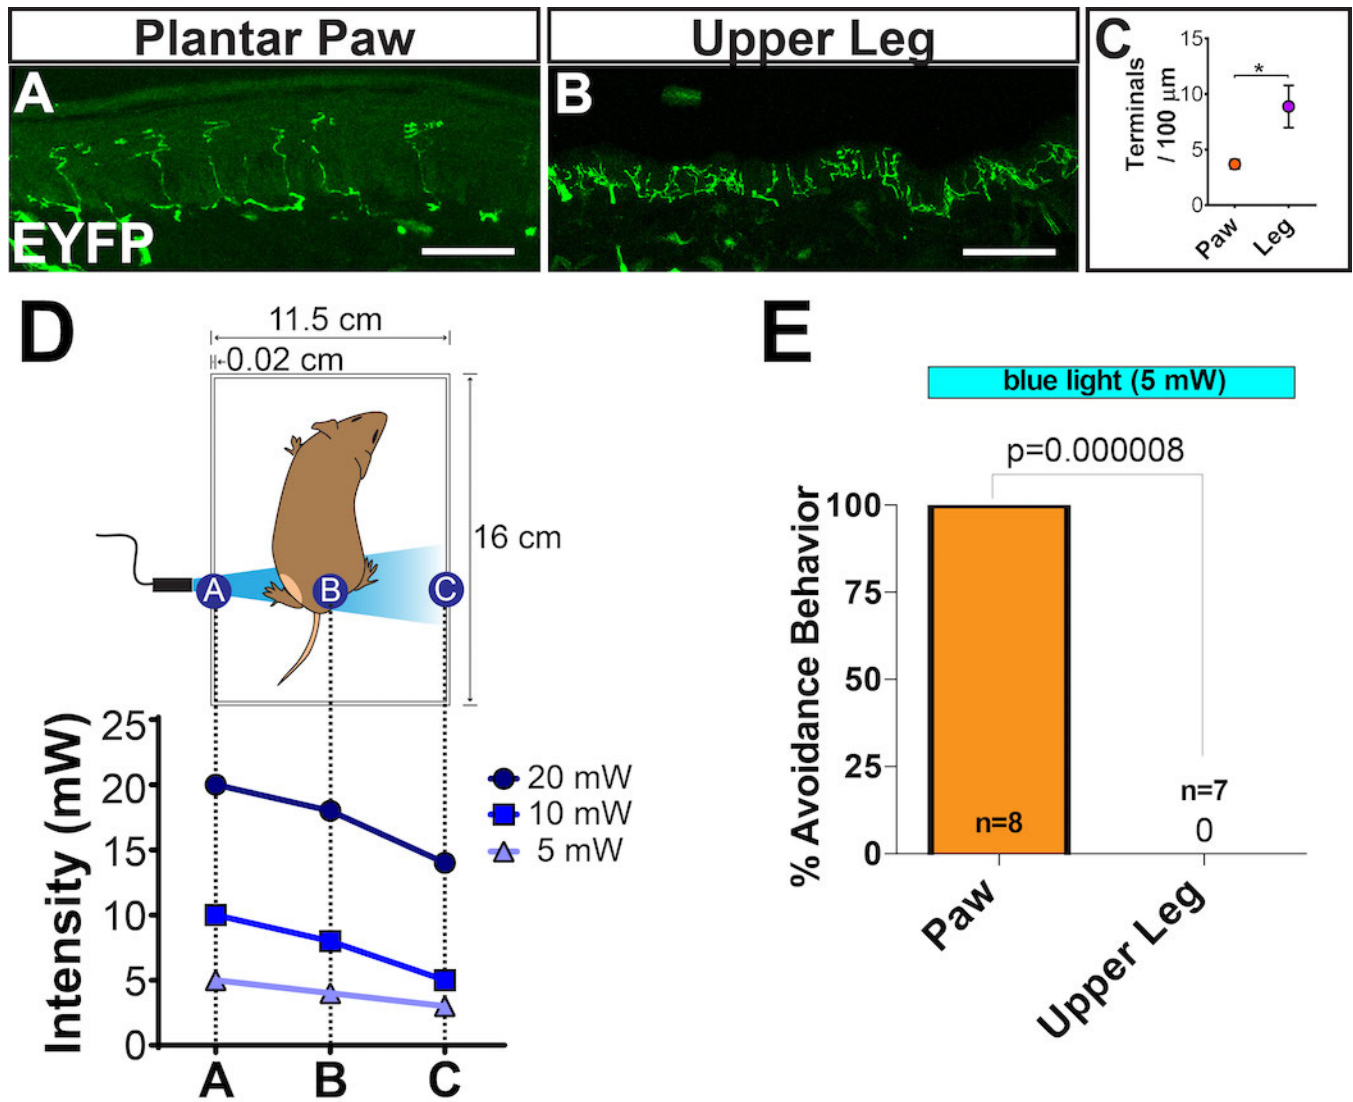 Plantar Paw
Upper Leg
A
EYFP
B
C
15
10
5
0
Terminals
/ 100 µm
*
Paw
Leg
D
11.5 cm
0.02 cm
16 cm
A
B
C
Intensity (mW)
25
20
15
10
5
0
20 mW
10 mW
5 mW
A
B
C
E
blue light (5 mW)
p=0.000008
% Avoidance Behavior
100
75
50
25
0
n=8
n=7
0
Paw
Upper Leg